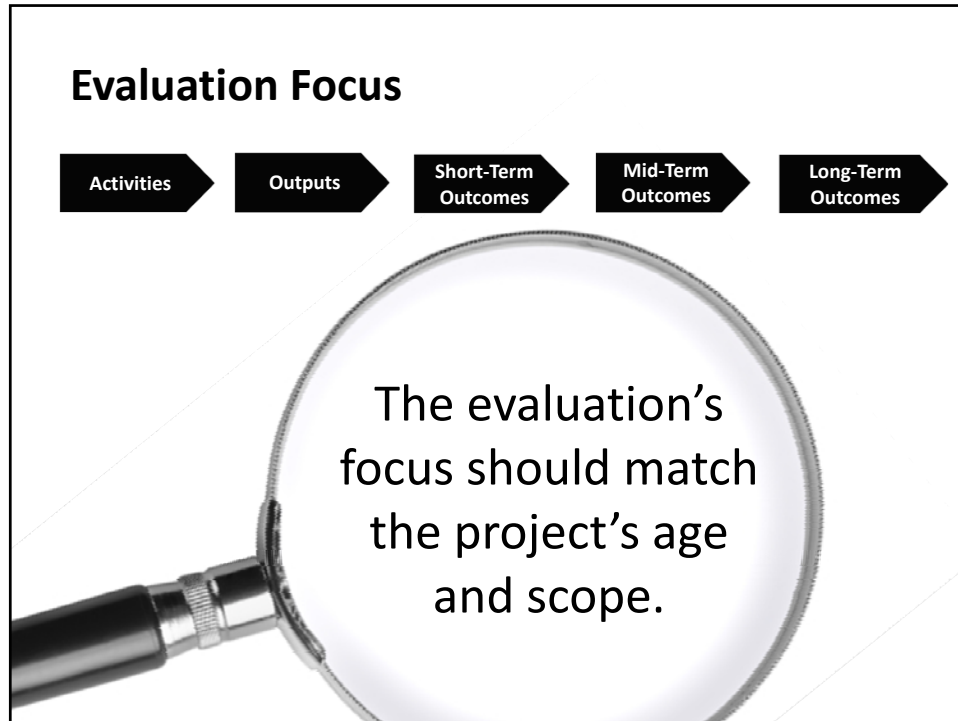 Evaluation Focus
Activities
Outputs
Short-Term
Outcomes
Mid-Term
Outcomes
Long-Term
Outcomes
The evaluation’s
focus should match
the project’s age
and scope.